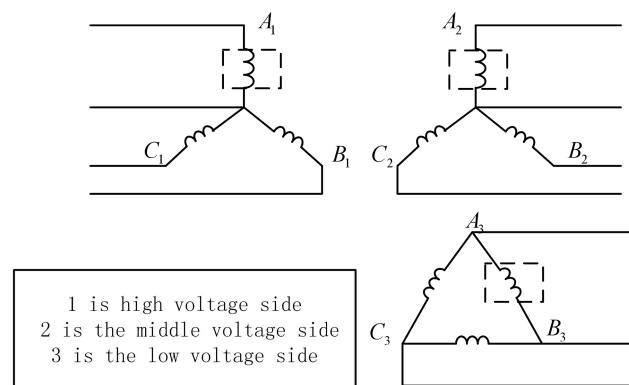 A1
A2
C1
B1
C2
B2
A3
C3
B3
1 is high voltage side
2 is the middle voltage side
3 is the low voltage side